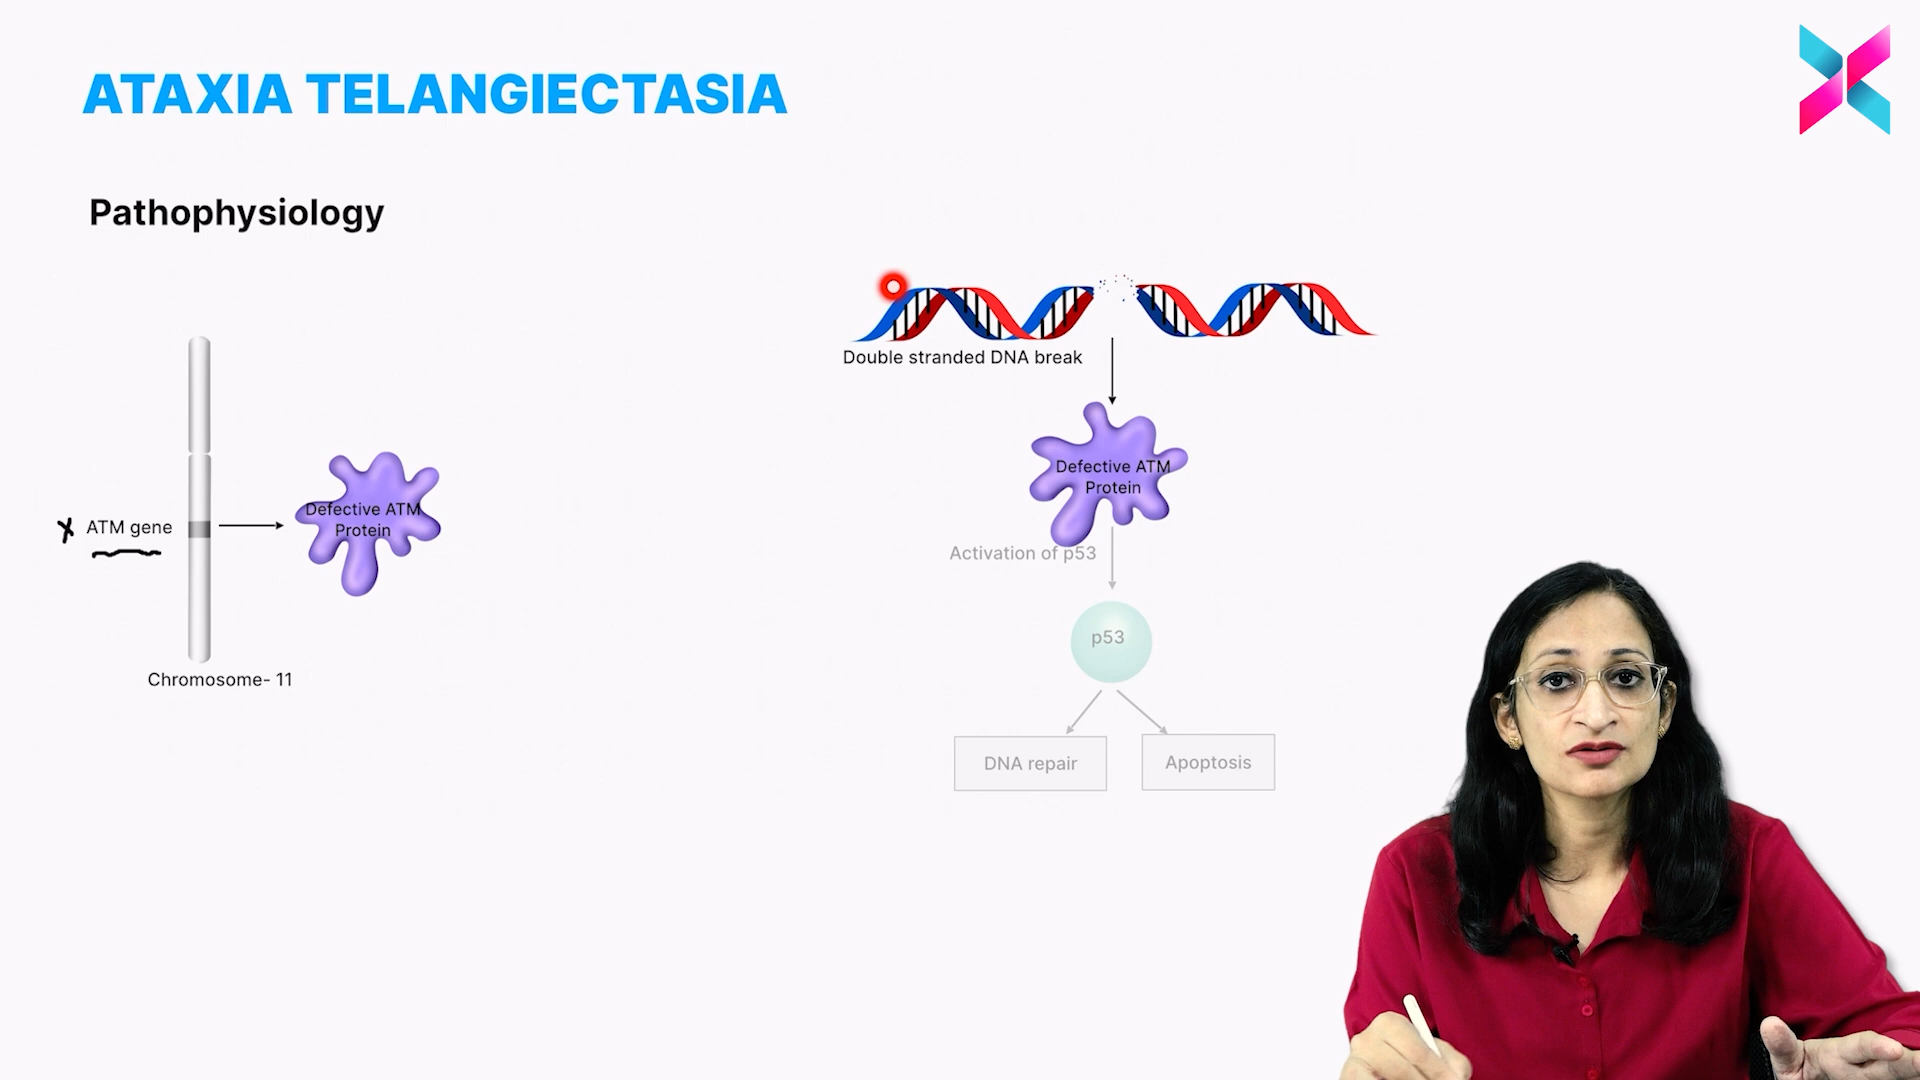 ATAXIA TELANGIECTASIA
Pathophysiology
Double stranded DNA break
Defective ATM
Protein
Activation of p53
p53
DNA repair
Apoptosis
X ATM gene
Defective ATM
Protein
Chromosome- 11